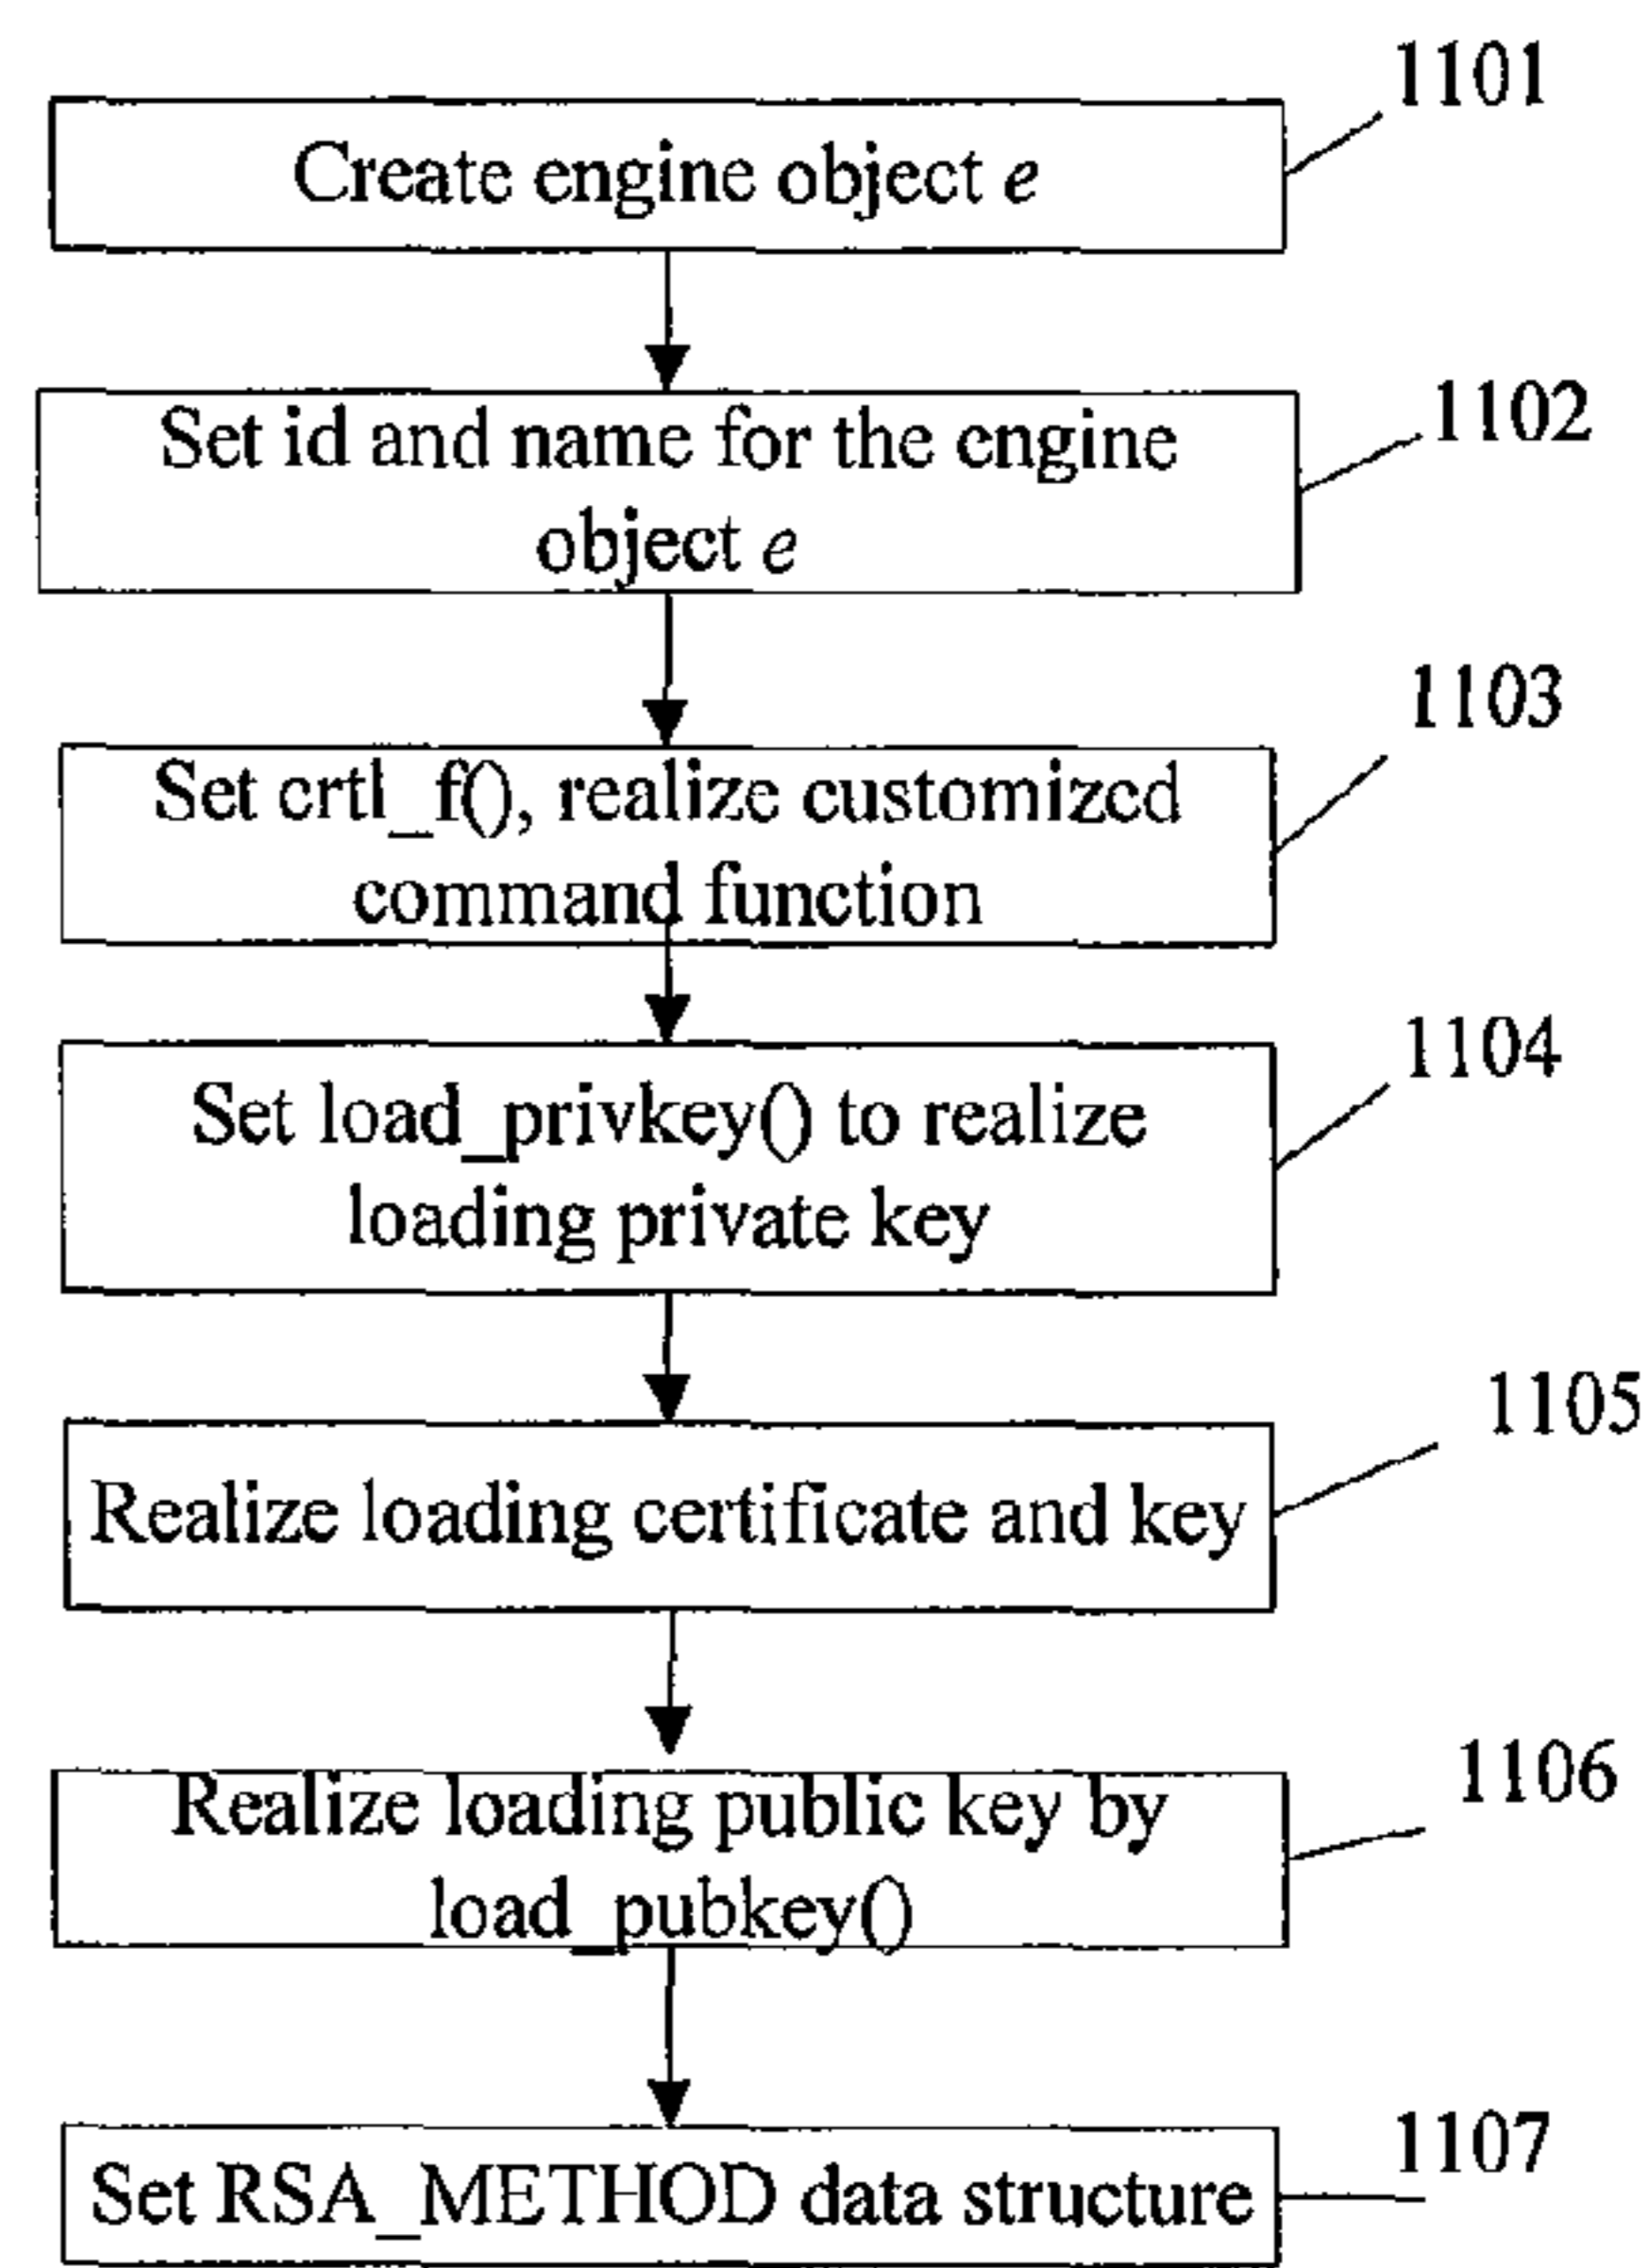 1101
Create engine object e
1102
Set id and name for the engine
object e
1103
Set crtl_f(), realize customized
command function
1104
Set load_privkey() to realize
loading private key
1105
Realize loading certificate and key
1106
Realize loading public key by
load_pubkey()
1107
Set RSA_METHOD data structure